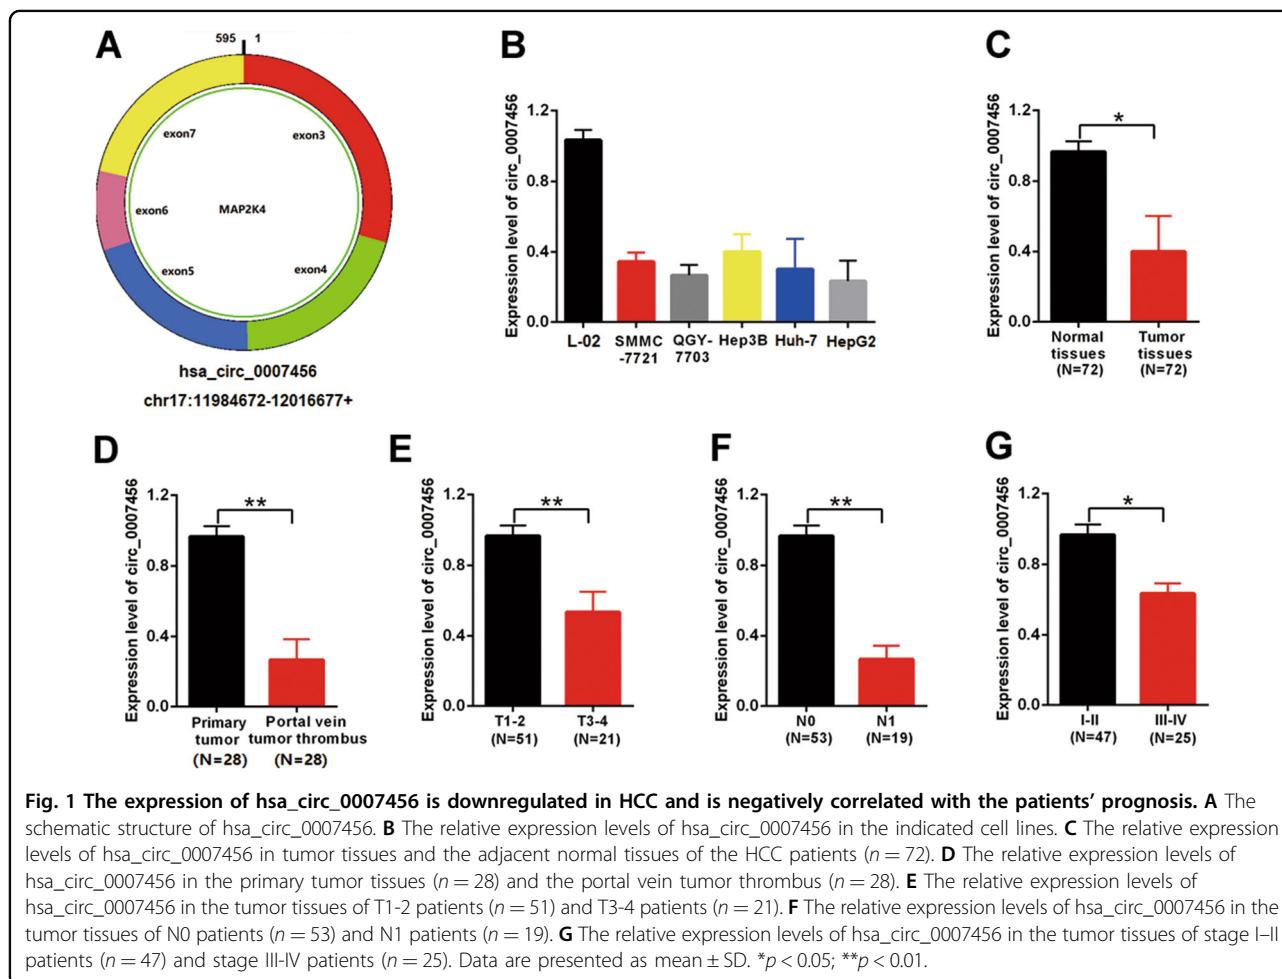 A
595 1
exon7
exon3
exon6
MAP2K4
exon5
exon4
hsa_circ_0007456
chr17:11984672-12016677+
B
Expression level of circ_0007456
1.2
0.8
0.4
0.0
L-02
SMMC
-7721
QGY-
7703
Hep3B
Huh-7
HepG2
C
Expression level of circ_0007456
1.2
0.8
0.4
0.0
*
Normal
tissues
(N=72)
Tumor
tissues
(N=72)
D
Expression level of circ_0007456
1.2
0.8
0.4
0.0
**
Primary
tumor
(N=28)
Portal vein
tumor thrombus
(N=28)
E
Expression level of circ_0007456
1.2
0.8
0.4
0.0
**
T1-2
(N=51)
T3-4
(N=21)
F
Expression level of circ_0007456
1.2
0.8
0.4
0.0
**
N0
(N=53)
N1
(N=19)
G
Expression level of circ_0007456
1.2
0.8
0.4
0.0
*
I-II
(N=47)
III-IV
(N=25)
Fig. 1 The expression of hsa_circ_0007456 is downregulated in HCC and is negatively correlated with the patients’ prognosis. A The
schematic structure of hsa_circ_0007456. B The relative expression levels of hsa_circ_0007456 in the indicated cell lines. C The relative expression
levels of hsa_circ_0007456 in tumor tissues and the adjacent normal tissues of the HCC patients (n = 72). D The relative expression levels of
hsa_circ_0007456 in the primary tumor tissues (n = 28) and the portal vein tumor thrombus (n = 28). E The relative expression levels of
hsa_circ_0007456 in the tumor tissues of T1-2 patients (n = 51) and T3-4 patients (n = 21). F The relative expression levels of hsa_circ_0007456 in the
tumor tissues of N0 patients (n = 53) and N1 patients (n = 19). G The relative expression levels of hsa_circ_0007456 in the tumor tissues of stage I–II
patients (n = 47) and stage III-IV patients (n = 25). Data are presented as mean ± SD. *p < 0.05; **p < 0.01.